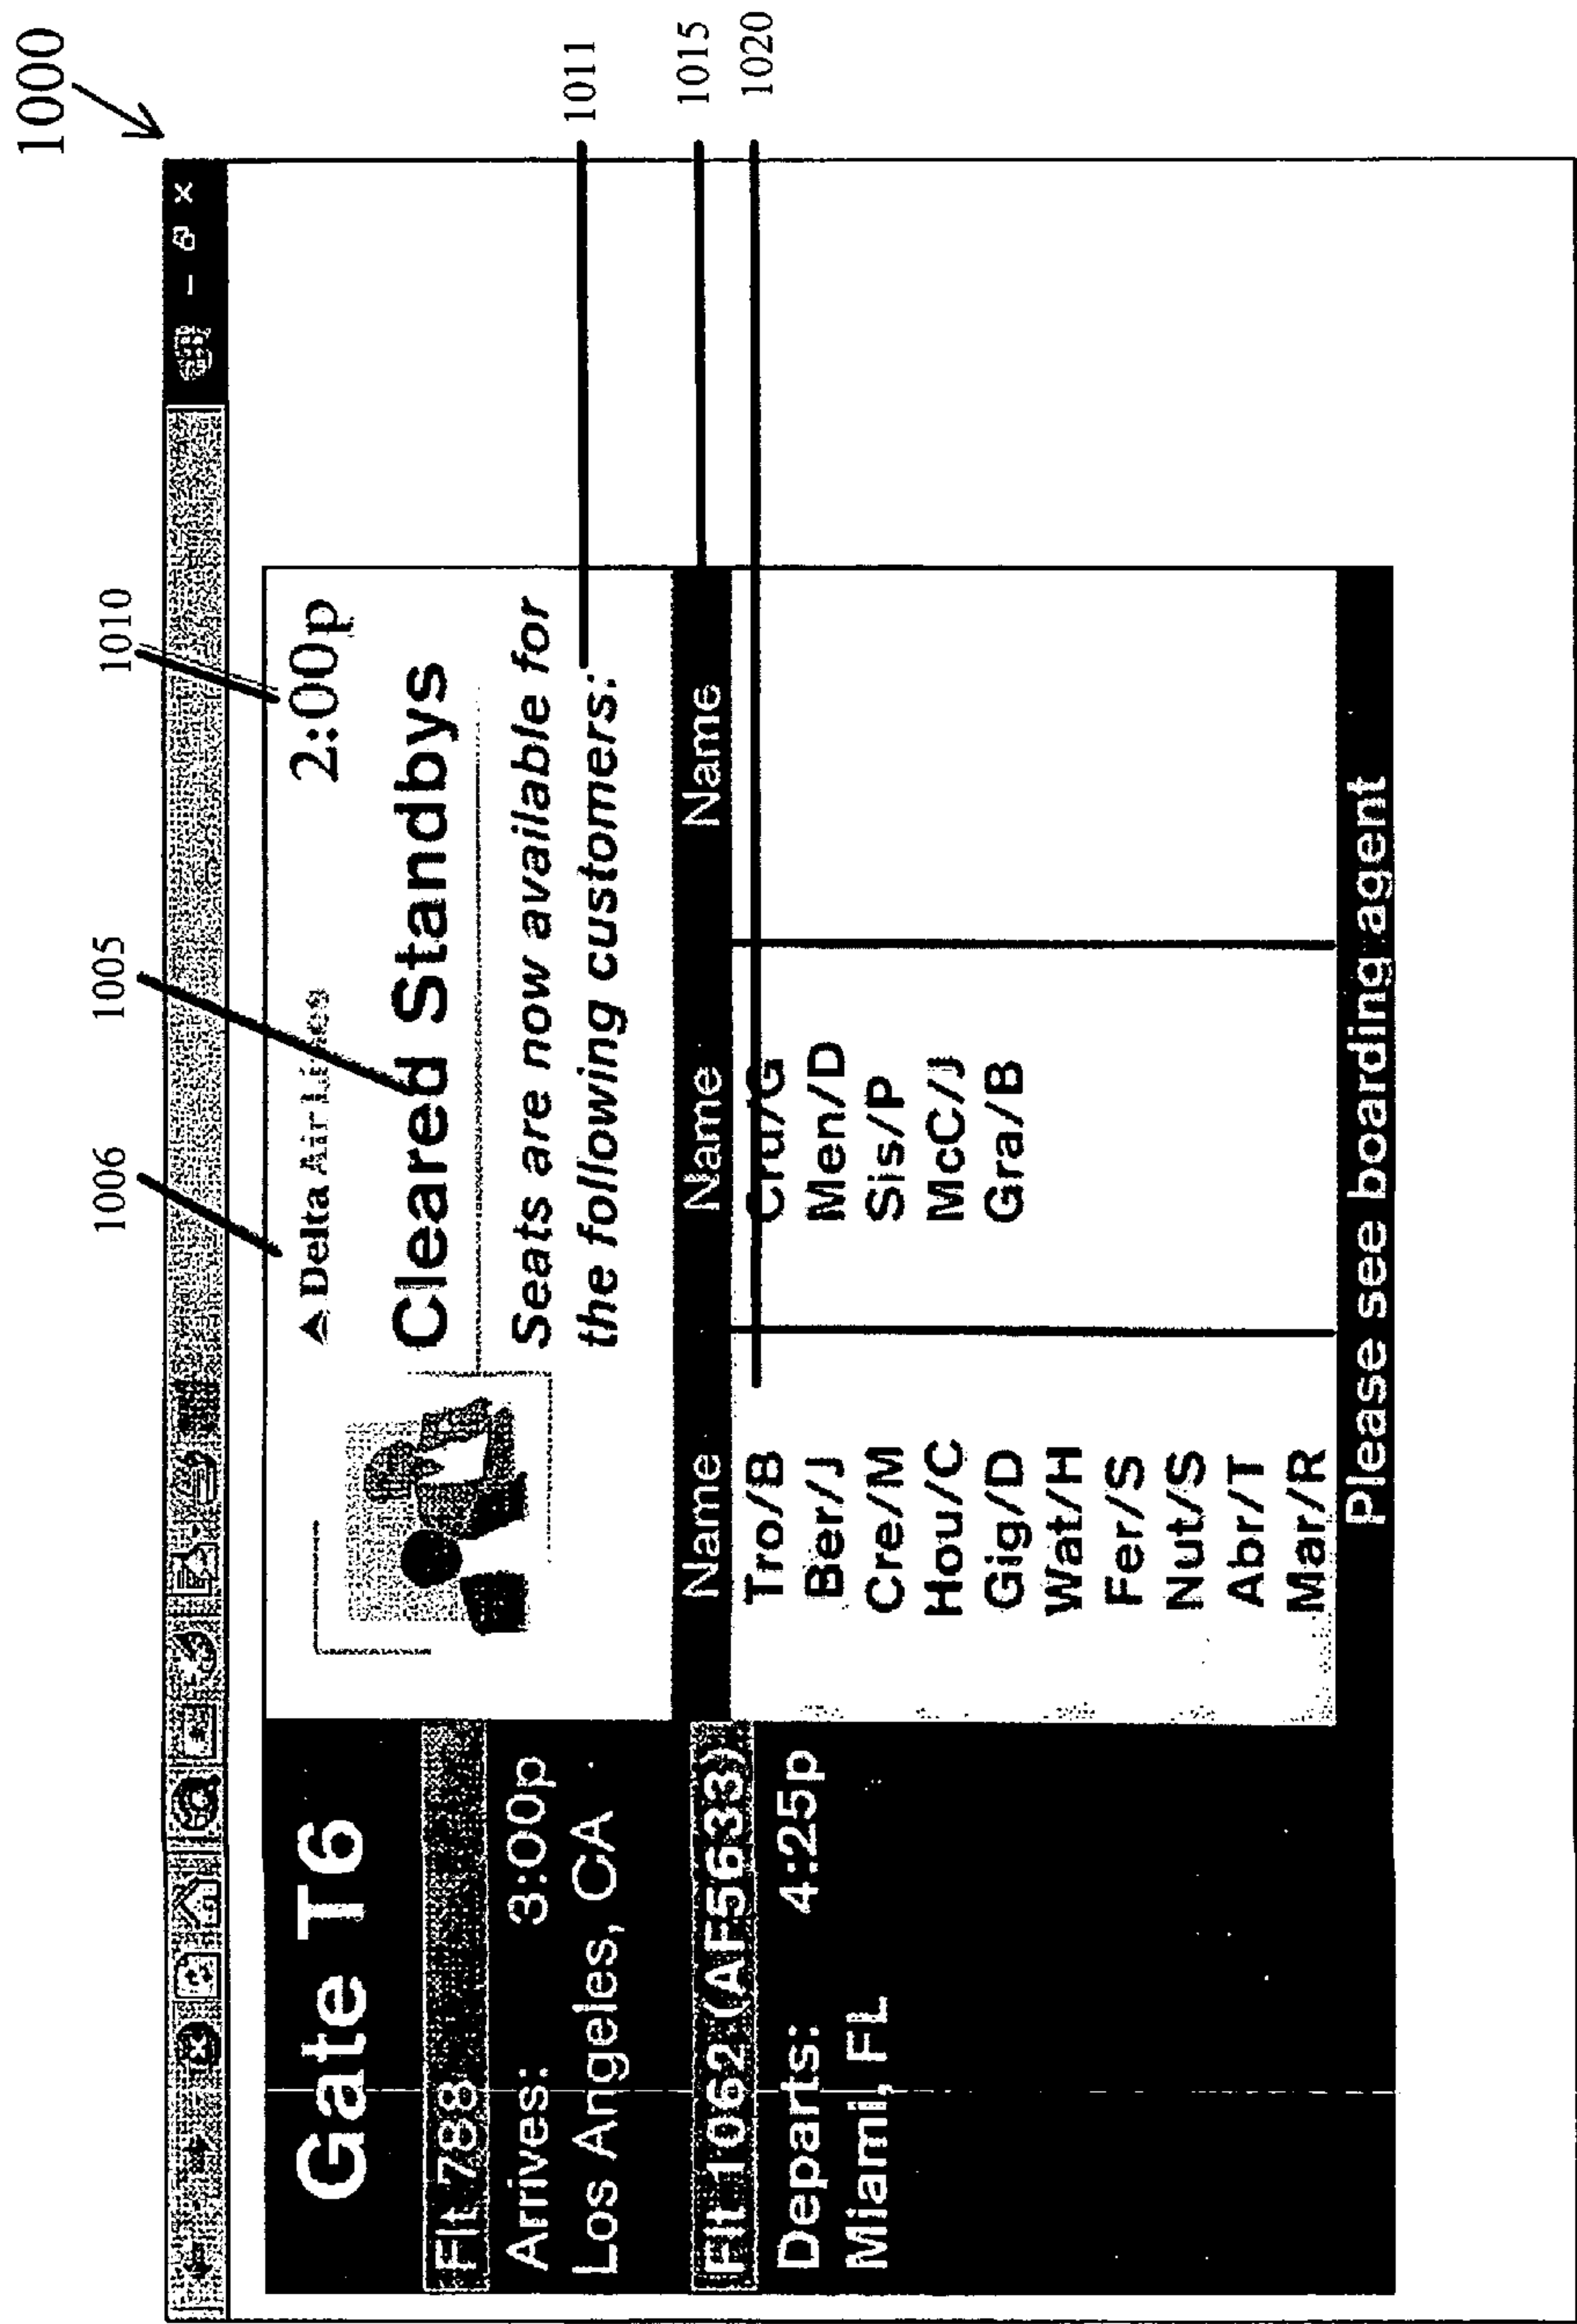 1000
1006
1005
1010
Gate T6
Flt 788
Arrives: 3:00p
Los Angeles, CA
Flt 1062 (AF5633)
Departs: 4:25p
Miami, FL
Delta Air Lines
2:00p
Cleared Standbys
Seats are now available for
the following customers:
1011
Name Name Name
1015
1020
Tro/B Cru/G
Ber/J Men/D
Cre/M Sis/P
Hou/C McC/J
Gig/D Gra/B
Wat/H
Fer/S
Nut/S
Abr/T
Mar/R
Please see boarding agent